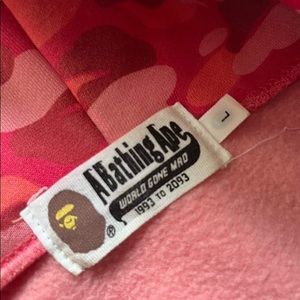 A Bathing Ape
WORLD GONE MAD
1993 TO 2093
®
L